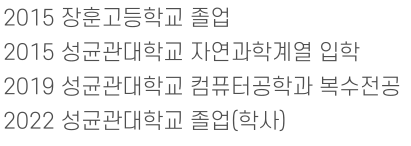 2015 장훈고등학교 졸업
2015 성균관대학교 자연과학계열 입학
2019 성균관대학교 컴퓨터공학과 복수전공
2022 성균관대학교 졸업(학사)